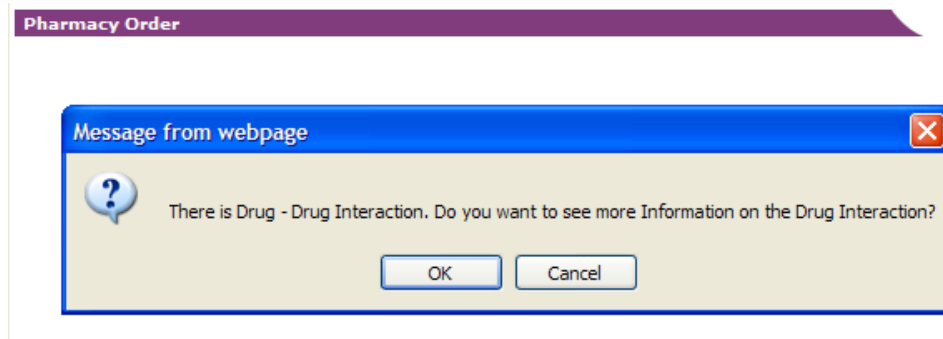 Pharmacy Order
Message from webpage
There is Drug - Drug Interaction. Do you want to see more Information on the Drug Interaction?
OK Cancel